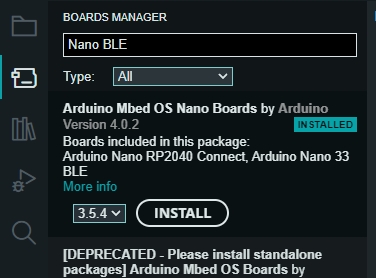 BOARDS MANAGER
Nano BLE
Type: All
Arduino Mbed OS Nano Boards by Arduino
Version 4.0.2 INSTALLED
Boards included in this package:
Arduino Nano RP2040 Connect, Arduino Nano 33
BLE
More info
3.5.4 INSTALL
[DEPRECATED - Please install standalone
packages] Arduino Mbed OS Boards by